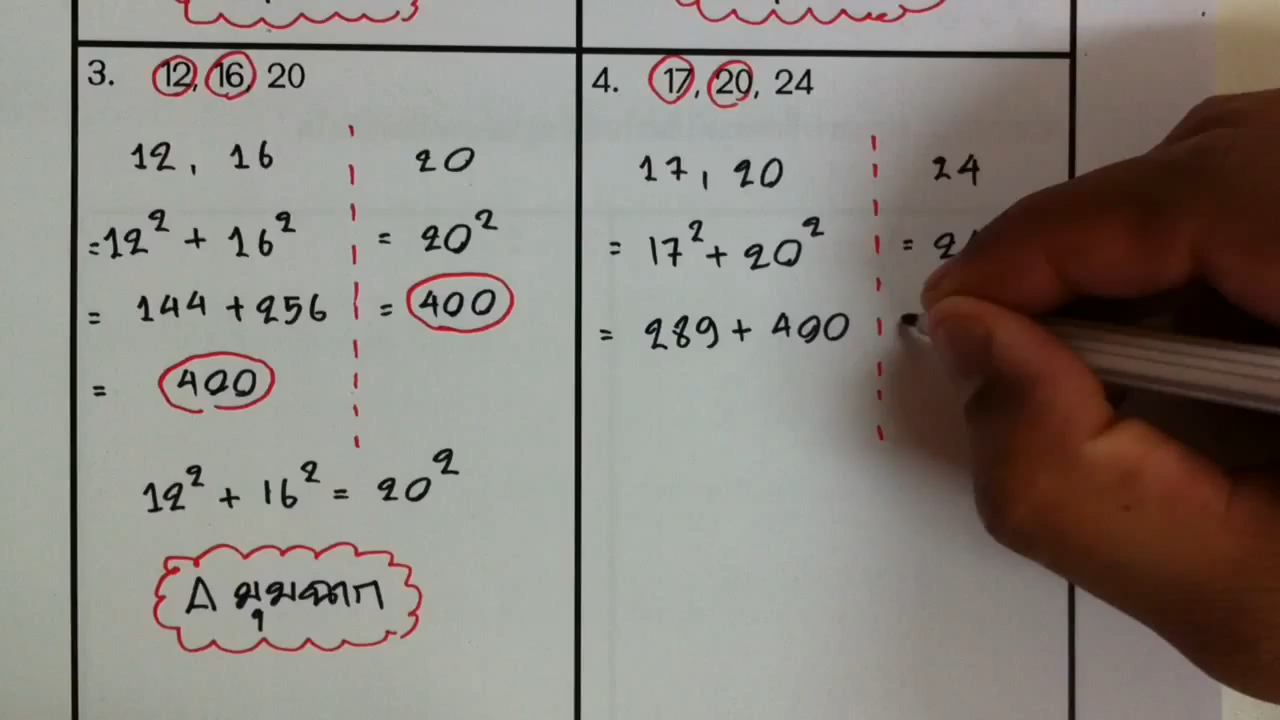 3. 12, 16, 20
12, 16 20
= 12² + 16² = 20²
= 144 + 256 = 400
= 400
12² + 16² = 20²
Δ มุมฉาก
4. 17, 20, 24
17, 20 24
= 17² + 20² = 24
= 289 + 400